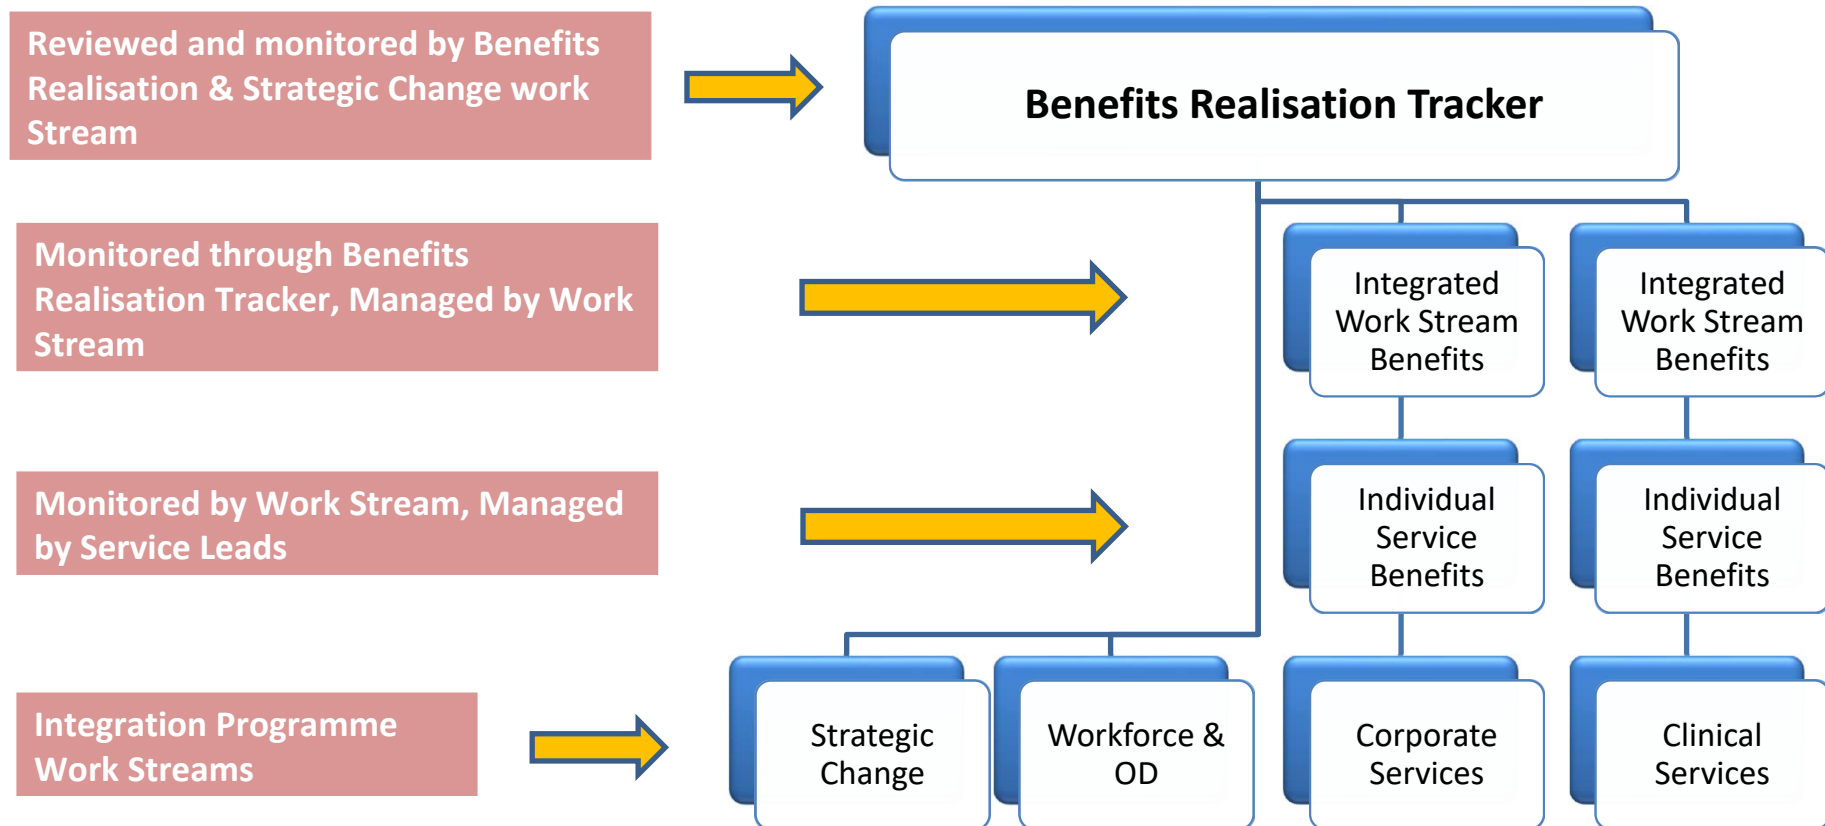 Reviewed and monitored by Benefits
Realisation & Strategic Change work
Stream
Benefits Realisation Tracker
Monitored through Benefits
Realisation Tracker, Managed by Work
Stream
Integrated
Work Stream
Benefits
Integrated
Work Stream
Benefits
Monitored by Work Stream, Managed
by Service Leads
Individual
Service
Benefits
Individual
Service
Benefits
Integration Programme
Work Streams
Strategic
Change
Workforce &
OD
Corporate
Services
Clinical
Services